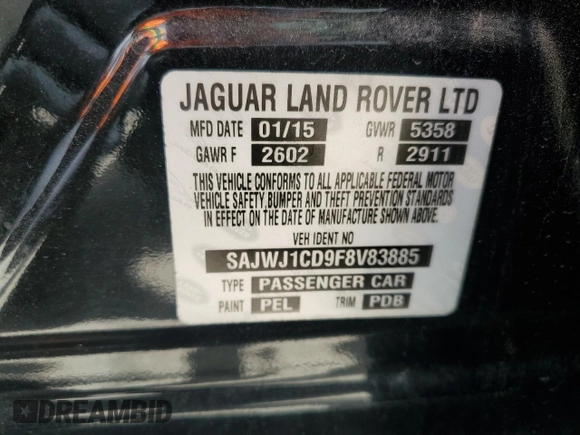 JAGUAR LAND ROVER LTD
MFD DATE 01/15 GVWR 5358
GAWR F 2602 R 2911
THIS VEHICLE CONFORMS TO ALL APPLICABLE FEDERAL MOTOR
VEHICLE SAFETY, BUMPER AND THEFT PREVENTION STANDARDS
IN EFFECT ON THE DATE OF MANUFACTURE SHOWN ABOVE.
VEH IDENT NO
SAJWJ1CD9F8V83885
TYPE PASSENGER CAR
PAINT PEL TRIM PDB
DREAMBID